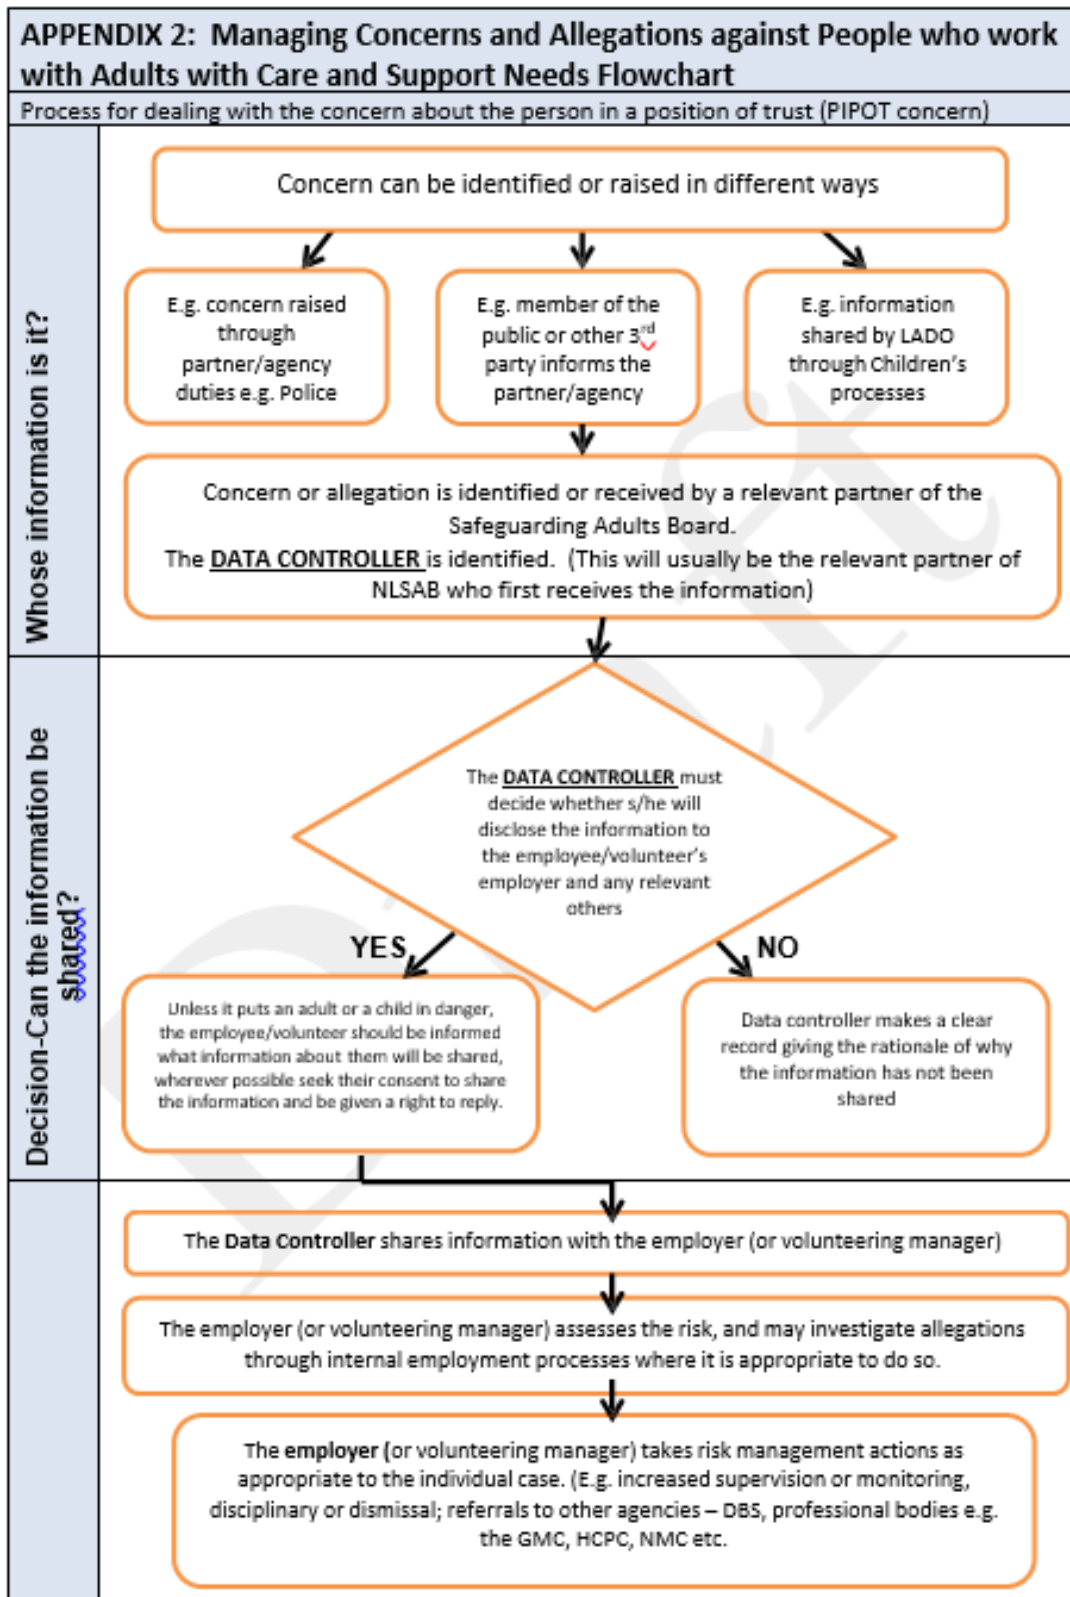 APPENDIX 2:  Managing Concerns and Allegations against People who work
with Adults with Care and Support Needs Flowchart
Process for dealing with the concern about the person in a position of trust (PIPOT concern)
Whose information is it?
Concern can be identified or raised in different ways
E.g. concern raised
through
partner/agency
duties e.g. Police
E.g. member of the
public or other 3rd
party informs the
partner/agency
E.g. information
shared by LADO
through Children's
processes
Concern or allegation is identified or received by a relevant partner of the
Safeguarding Adults Board.
The DATA CONTROLLER is identified.  (This will usually be the relevant partner of
NLSAB who first receives the information)
Decision-Can the information be
shared?
The DATA CONTROLLER must
decide whether s/he will
disclose the information to
the employee/volunteer's
employer and any relevant
others
YES
NO
Unless it puts an adult or a child in danger,
the employee/volunteer should be informed
what information about them will be shared,
wherever possible seek their consent to share
the information and be given a right to reply.
Data controller makes a clear
record giving the rationale of why
the information has not been
shared
The Data Controller shares information with the employer (or volunteering manager)
The employer (or volunteering manager) assesses the risk, and may investigate allegations
through internal employment processes where it is appropriate to do so.
The employer (or volunteering manager) takes risk management actions as
appropriate to the individual case. (E.g. increased supervision or monitoring,
disciplinary or dismissal; referrals to other agencies – DBS, professional bodies e.g.
the GMC, HCPC, NMC etc.
Draft